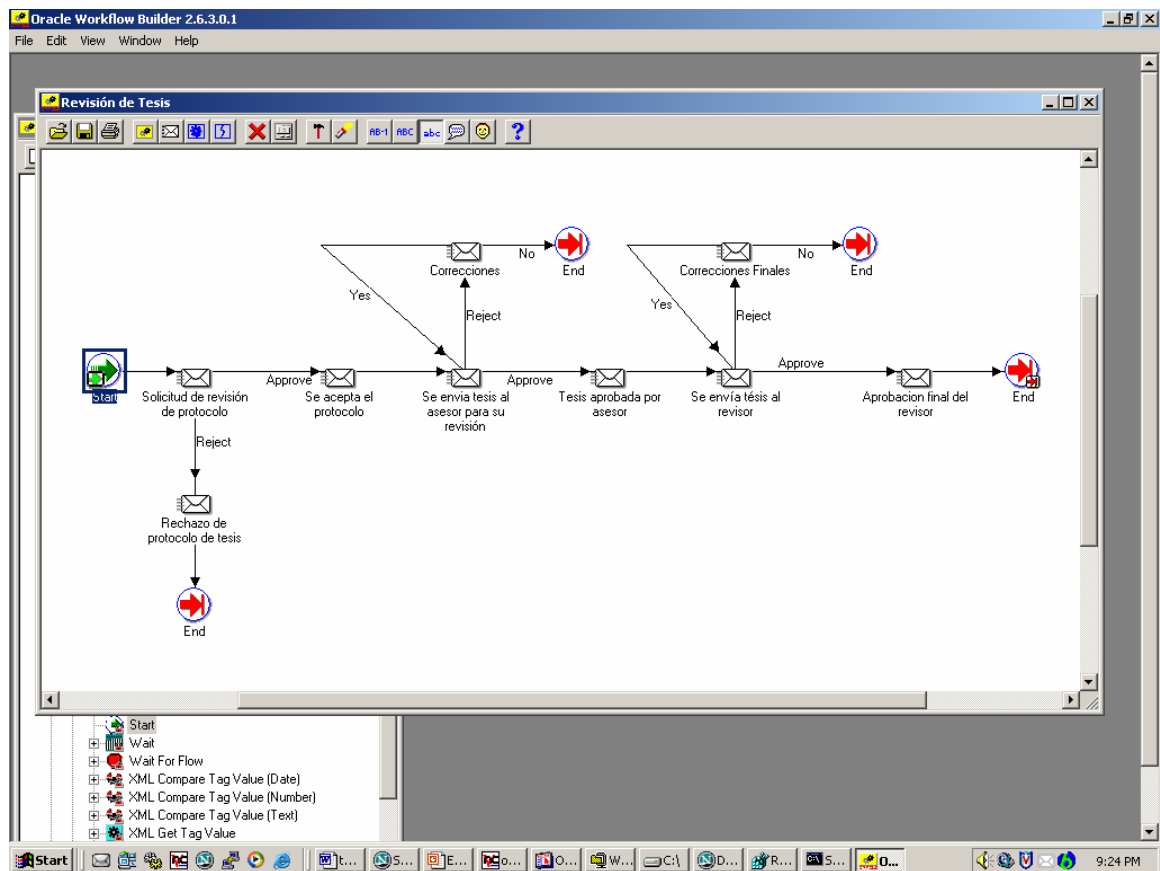 Oracle Workflow Builder 2.6.3.0.1
File Edit View Window Help
Revisión de Tesis
AB-1 ABC abc ?
Correcciones
No
End
Correcciones Finales
No
End
Yes
Reject
Yes
Reject
Start
Solicitud de revisión
de protocolo
Approve
Se acepta el
protocolo
Se envia tesis al
asesor para su
revisión
Approve
Tesis aprobada por
asesor
Se envía tésis al
revisor
Approve
Aprobacion final del
revisor
End
Reject
Rechazo de
protocolo de tesis
End
Start
Wait
Wait For Flow
XML Compare Tag Value (Date)
XML Compare Tag Value (Number)
XML Compare Tag Value (Text)
XML Get Tag Value
Start t... S... E... o... O... W... C:\ D... R... S... O... 9:24 PM